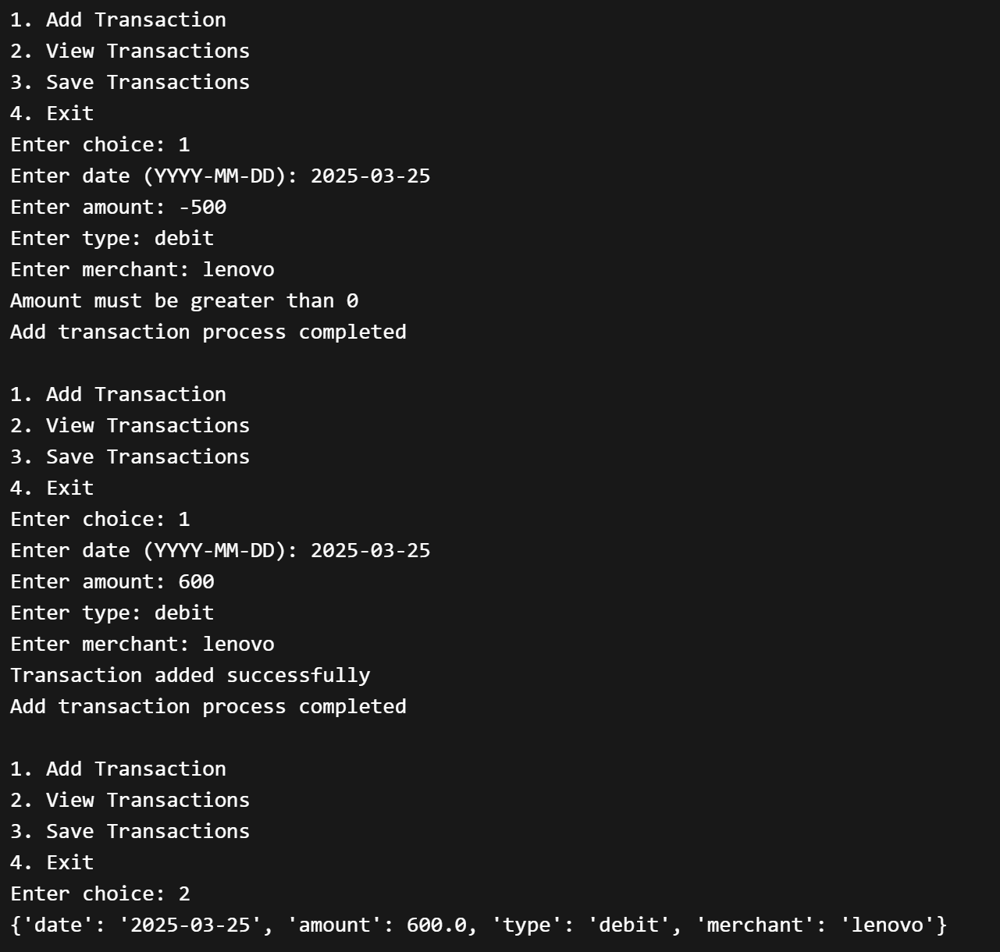 1. Add Transaction
2. View Transactions
3. Save Transactions
4. Exit
Enter choice: 1
Enter date (YYYY-MM-DD): 2025-03-25
Enter amount: -500
Enter type: debit
Enter merchant: lenovo
Amount must be greater than 0
Add transaction process completed

1. Add Transaction
2. View Transactions
3. Save Transactions
4. Exit
Enter choice: 1
Enter date (YYYY-MM-DD): 2025-03-25
Enter amount: 600
Enter type: debit
Enter merchant: lenovo
Transaction added successfully
Add transaction process completed

1. Add Transaction
2. View Transactions
3. Save Transactions
4. Exit
Enter choice: 2
{'date': '2025-03-25', 'amount': 600.0, 'type': 'debit', 'merchant': 'lenovo'}